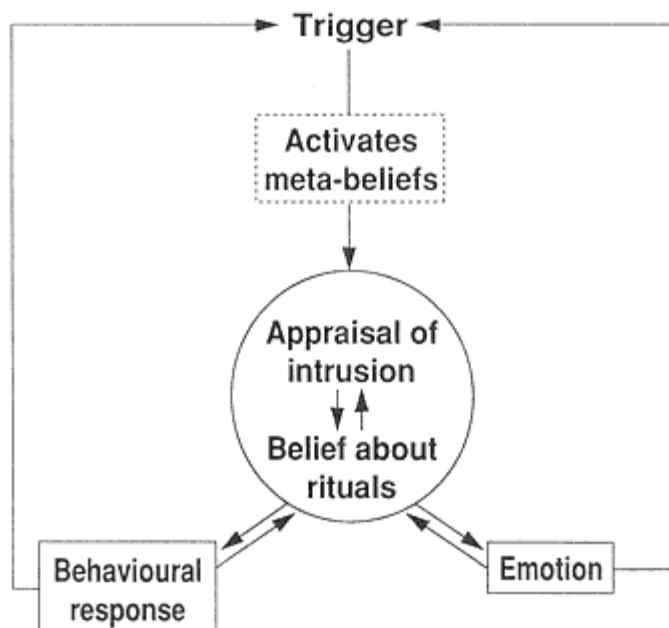 Trigger
Activates
meta-beliefs
Appraisal of
intrusion
Belief about
rituals
Behavioural
response
Emotion